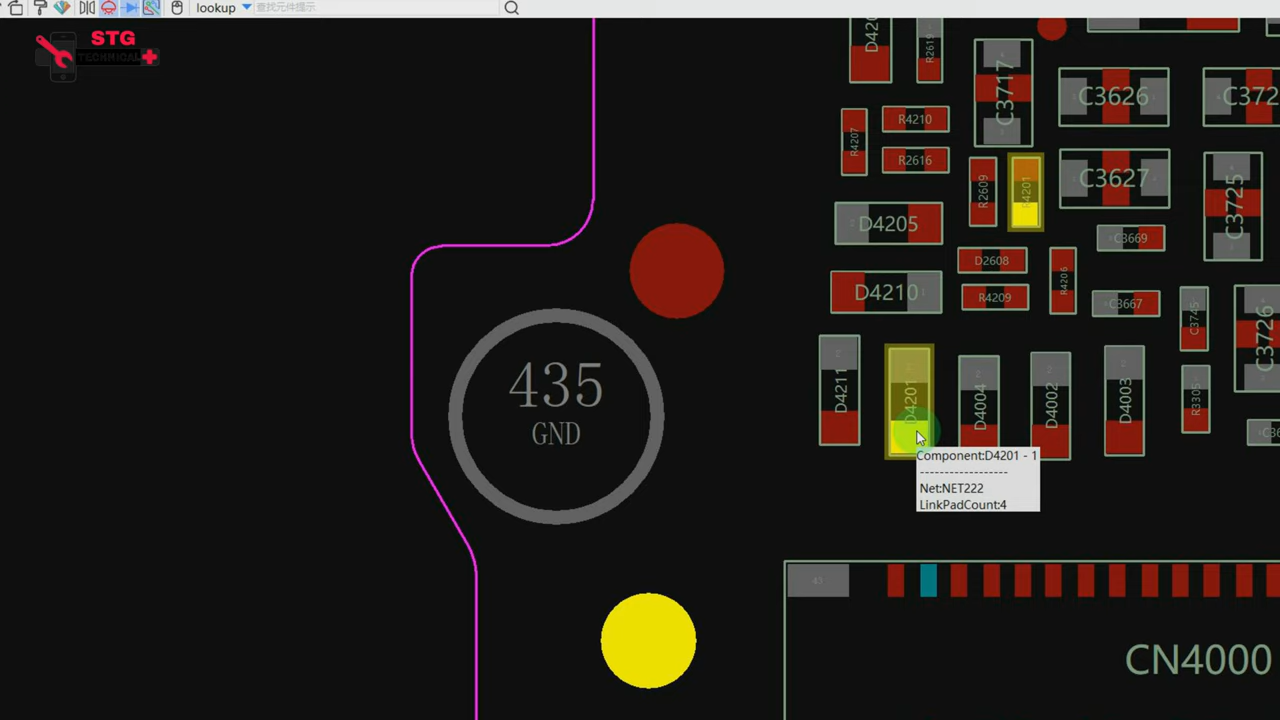 lookup 查找元件提示
STG
TECHNICAL
D420
R2619
C3717
C3626
C372
R4207
R4210
R2616
R2609
R4201
C3627
C3725
D4205
C3669
D2608
R4206
D4210
R4209
C3667
C3745
C3726
D4211
D4201
D4004
D4002
D4003
R3305
C36
435
GND
Component:D4201 - 1
------------------
Net:NET222
LinkPadCount:4
43
CN4000